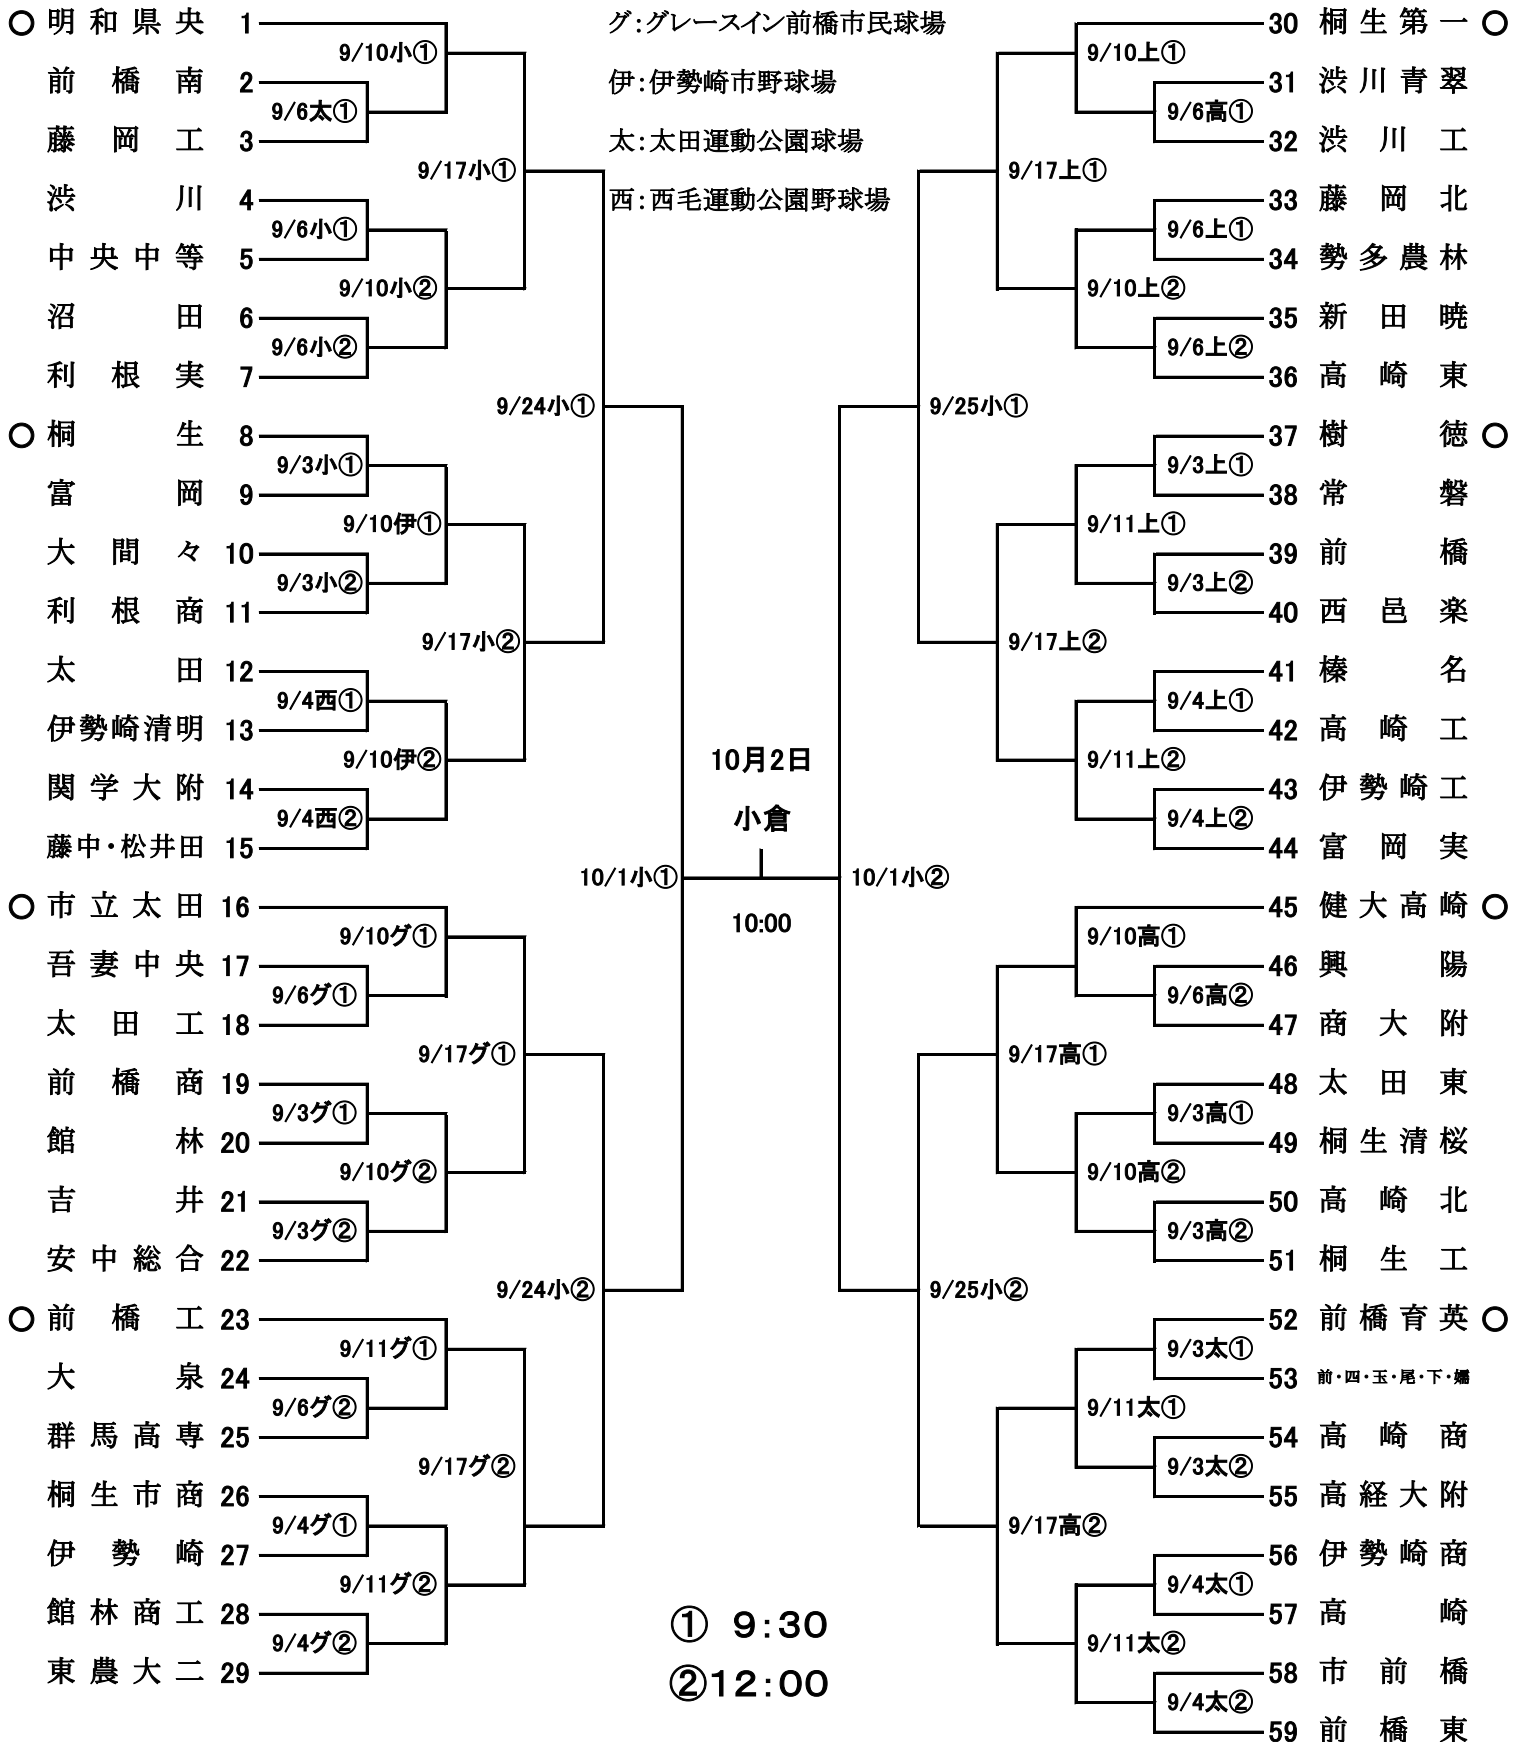 ○ 明和県央 1
9/10小①
前橋南 2
9/6太①
藤岡工 3
9/17小①
渋川 4
9/6小①
中央中等 5
9/10小②
沼田 6
9/6小②
利根実 7
9/24小①
○ 桐生 8
9/3小①
富岡 9
9/10伊①
大間々 10
9/3小②
利根商 11
9/17小②
太田 12
9/4西①
伊勢崎清明 13
9/10伊②
関学大附 14
9/4西②
藤中・松井田 15
10/1小①
○ 市立太田 16
9/10グ①
吾妻中央 17
9/6グ①
太田工 18
9/17グ①
前橋商 19
9/3グ①
館林 20
9/10グ②
吉井 21
9/3グ②
安中総合 22
9/24小②
○ 前橋工 23
9/11グ①
大泉 24
9/6グ②
群馬高専 25
9/17グ②
桐生市商 26
9/4グ①
伊勢崎 27
9/11グ②
館林商工 28
9/4グ②
東農大二 29
グ:グレースイン前橋市民球場
伊:伊勢崎市野球場
太:太田運動公園球場
西:西毛運動公園野球場
10月2日
小倉
10:00
① 9:30
②12:00
30 桐生第一 ○
9/10上①
31 渋川青翠
9/6高①
32 渋川工
9/17上①
33 藤岡北
9/6上①
34 勢多農林
9/10上②
35 新田暁
9/6上②
36 高崎東
9/25小①
37 樹徳 ○
9/3上①
38 常磐
9/11上①
39 前橋
9/3上②
40 西邑楽
9/17上②
41 榛名
9/4上①
42 高崎工
9/11上②
43 伊勢崎工
9/4上②
44 富岡実
10/1小②
45 健大高崎 ○
9/10高①
46 興陽
9/6高②
47 商大附
9/17高①
48 太田東
9/3高①
49 桐生清桜
9/10高②
50 高崎北
9/3高②
51 桐生工
9/25小②
52 前橋育英 ○
9/3太①
53 前・四・玉・尾・下・嬬
9/11太①
54 高崎商
9/3太②
55 高経大附
9/17高②
56 伊勢崎商
9/4太①
57 高崎
9/11太②
58 市前橋
9/4太②
59 前橋東